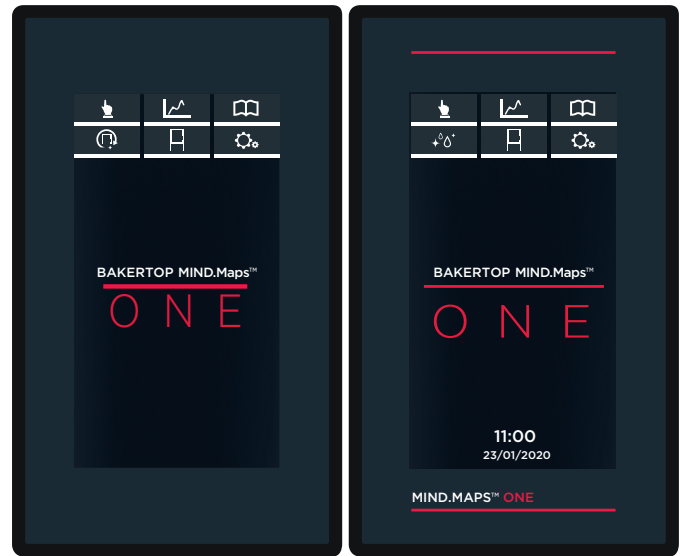 BAKERTOP MIND.Maps™
ONE
BAKERTOP MIND.Maps™
ONE
11:00
23/01/2020
MIND.MAPS™ ONE